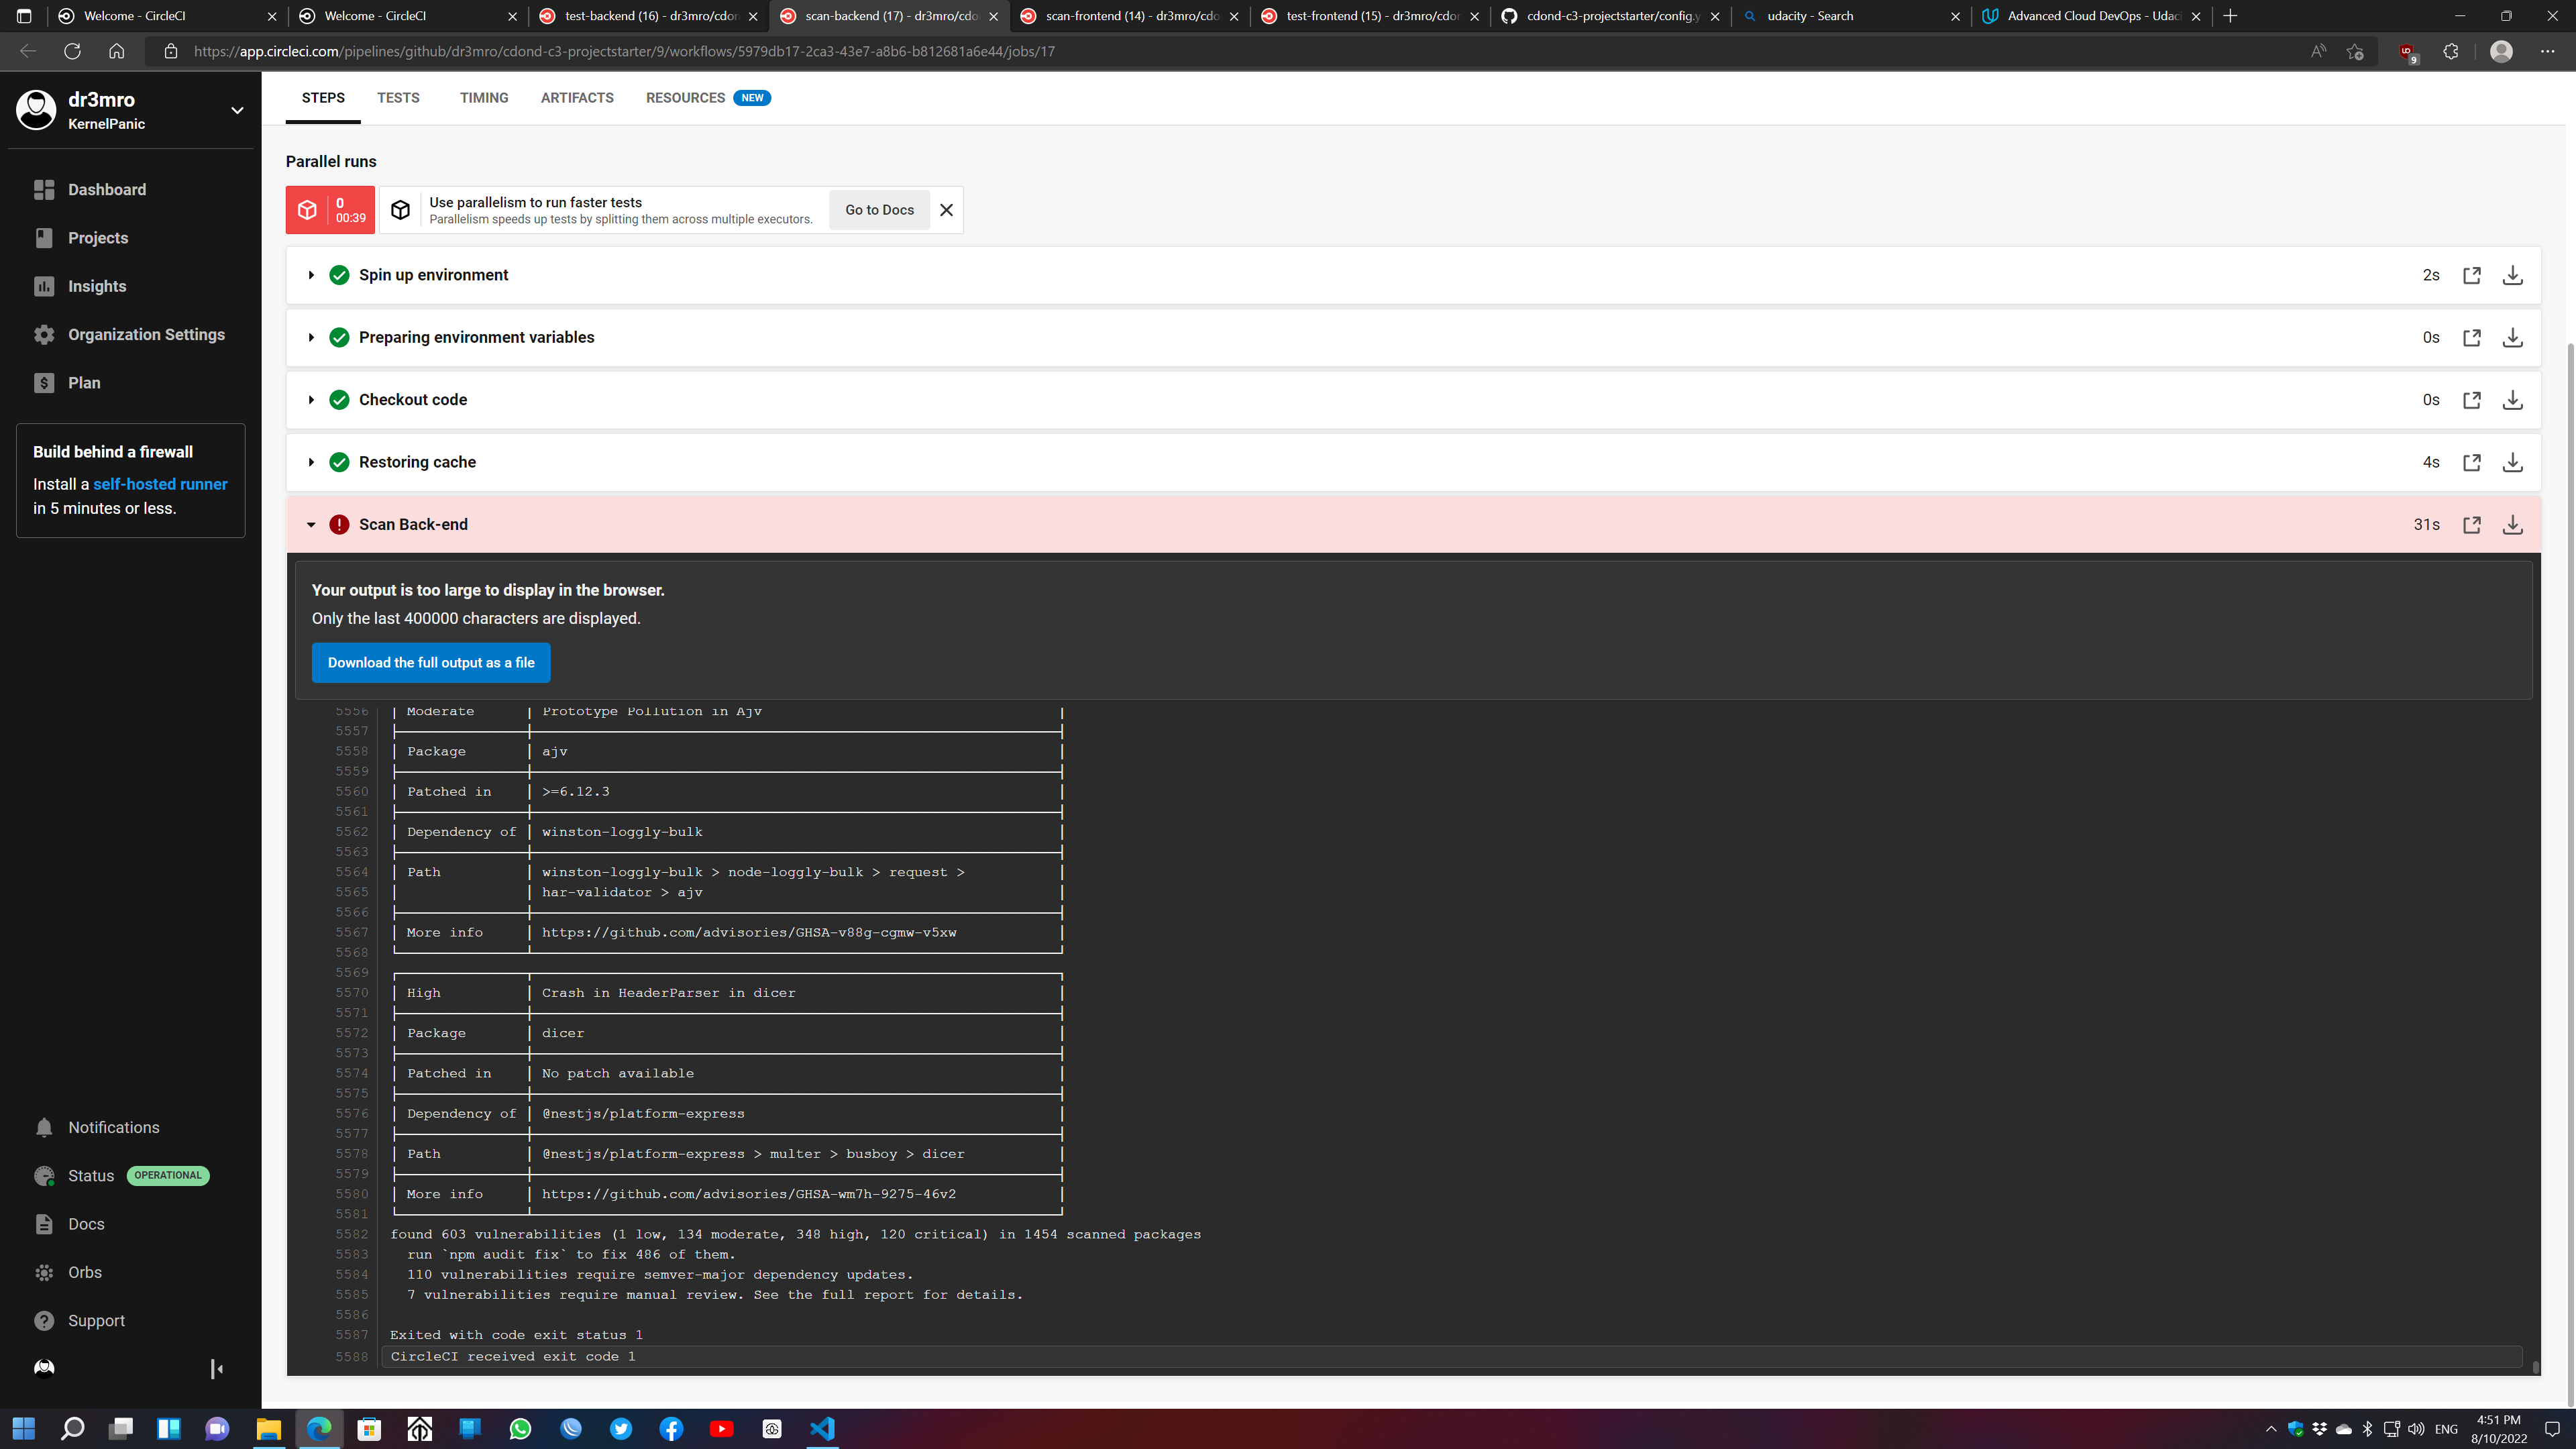 Welcome - CircleCI
Welcome - CircleCI
test-backend (16) - dr3mro/cdon
scan-backend (17) - dr3mro/cdo
scan-frontend (14) - dr3mro/cdo
test-frontend (15) - dr3mro/cdon
cdond-c3-projectstarter/config.y
udacity - Search
Advanced Cloud DevOps - Udaci
https://app.circleci.com/pipelines/github/dr3mro/cdond-c3-projectstarter/9/workflows/5979db17-2ca3-43e7-a8b6-b812681a6e44/jobs/17
9
dr3mro
KernelPanic
Dashboard
Projects
Insights
Organization Settings
Plan
Build behind a firewall
Install a self-hosted runner
in 5 minutes or less.
Notifications
Status OPERATIONAL
Docs
Orbs
Support
STEPS TESTS TIMING ARTIFACTS RESOURCES NEW
Parallel runs
0
00:39
Use parallelism to run faster tests
Parallelism speeds up tests by splitting them across multiple executors.
Go to Docs
Spin up environment 2s
Preparing environment variables 0s
Checkout code 0s
Restoring cache 4s
Scan Back-end 31s
Your output is too large to display in the browser.
Only the last 400000 characters are displayed.
Download the full output as a file
5556 | Moderate | Prototype Pollution in Ajv |
5557
5558 | Package | ajv |
5559
5560 | Patched in | >=6.12.3 |
5561
5562 | Dependency of | winston-loggly-bulk |
5563
5564 | Path | winston-loggly-bulk > node-loggly-bulk > request > |
5565 | | har-validator > ajv |
5566
5567 | More info | https://github.com/advisories/GHSA-v88g-cgmw-v5xw |
5568
5569
5570 | High | Crash in HeaderParser in dicer |
5571
5572 | Package | dicer |
5573
5574 | Patched in | No patch available |
5575
5576 | Dependency of | @nestjs/platform-express |
5577
5578 | Path | @nestjs/platform-express > multer > busboy > dicer |
5579
5580 | More info | https://github.com/advisories/GHSA-wm7h-9275-46v2 |
5581
5582 found 603 vulnerabilities (1 low, 134 moderate, 348 high, 120 critical) in 1454 scanned packages
5583 run `npm audit fix` to fix 486 of them.
5584 110 vulnerabilities require semver-major dependency updates.
5585 7 vulnerabilities require manual review. See the full report for details.
5586
5587 Exited with code exit status 1
5588 CircleCI received exit code 1
ENG
4:51 PM
8/10/2022